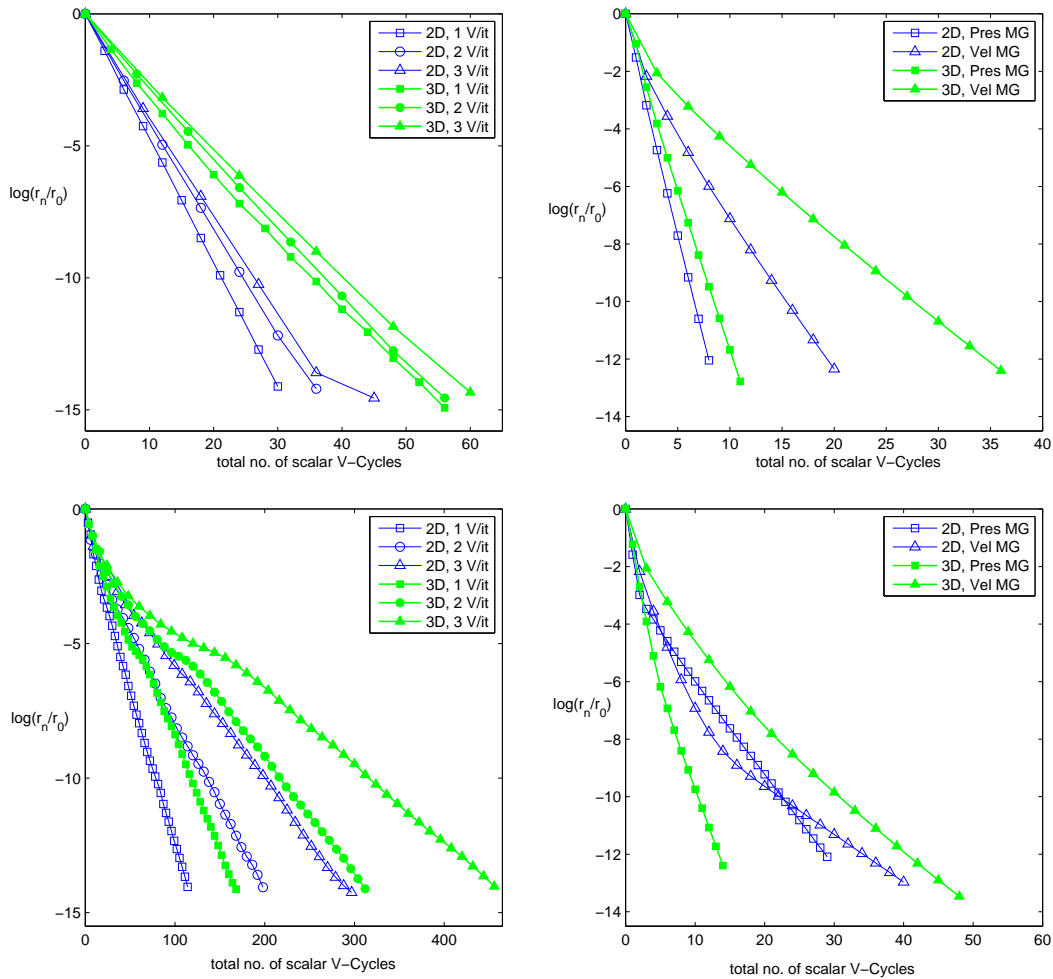 0
−5
−10
−15
log(r_n/r_0)
0 10 20 30 40 50 60
total no. of scalar V−Cycles
2D, 1 V/it
2D, 2 V/it
2D, 3 V/it
3D, 1 V/it
3D, 2 V/it
3D, 3 V/it
0
−2
−4
−6
−8
−10
−12
−14
log(r_n/r_0)
0 5 10 15 20 25 30 35 40
total no. of scalar V−Cycles
2D, Pres MG
2D, Vel MG
3D, Pres MG
3D, Vel MG
0
−5
−10
−15
log(r_n/r_0)
0 100 200 300 400
total no. of scalar V−Cycles
2D, 1 V/it
2D, 2 V/it
2D, 3 V/it
3D, 1 V/it
3D, 2 V/it
3D, 3 V/it
0
−2
−4
−6
−8
−10
−12
−14
log(r_n/r_0)
0 10 20 30 40 50 60
total no. of scalar V−Cycles
2D, Pres MG
2D, Vel MG
3D, Pres MG
3D, Vel MG